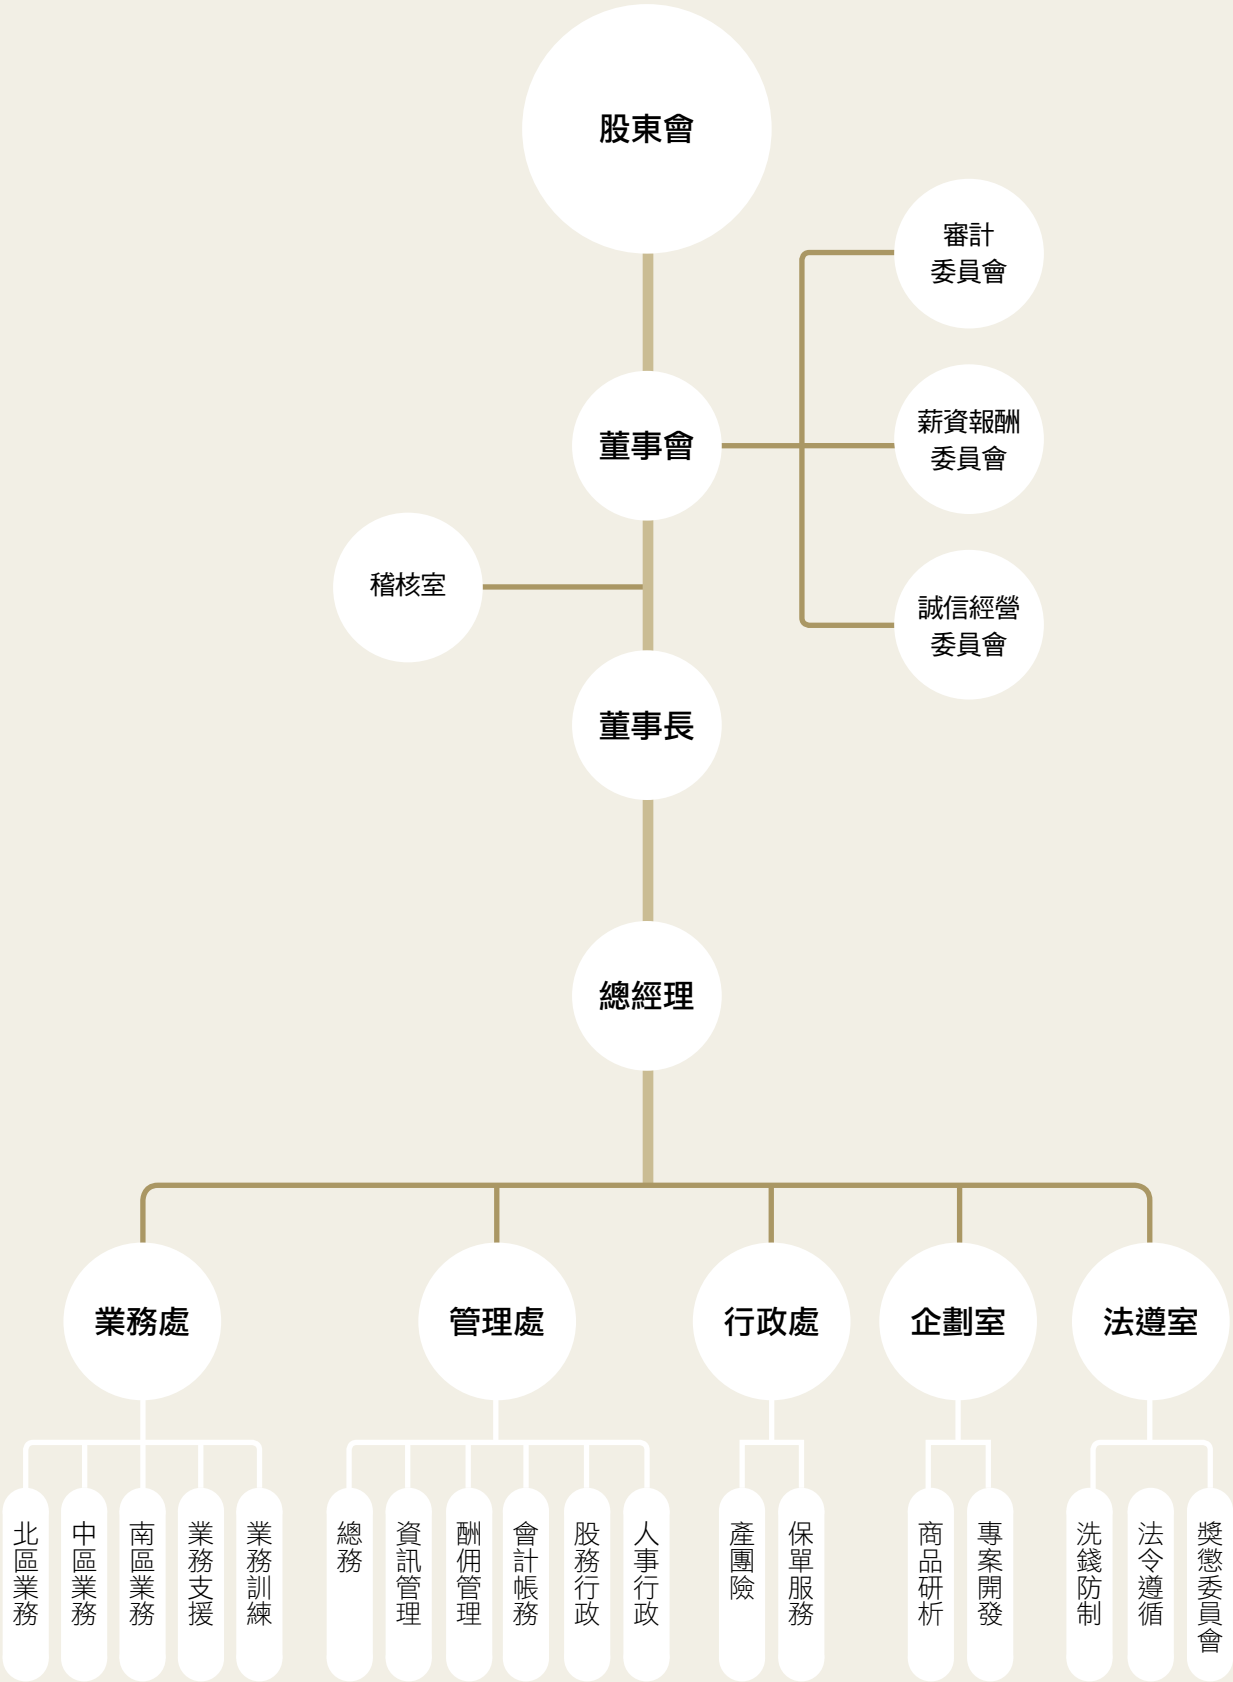 股東會
審計
委員會
董事會
薪資報酬
委員會
稽核室
誠信經營
委員會
董事長
總經理
業務處
管理處
行政處
企劃室
法遵室
北區業務
中區業務
南區業務
業務支援
業務訓練
總務
資訊管理
酬佣管理
會計帳務
股務行政
人事行政
產團險
保單服務
商品研析
專案開發
洗錢防制
法令遵循
獎懲委員會